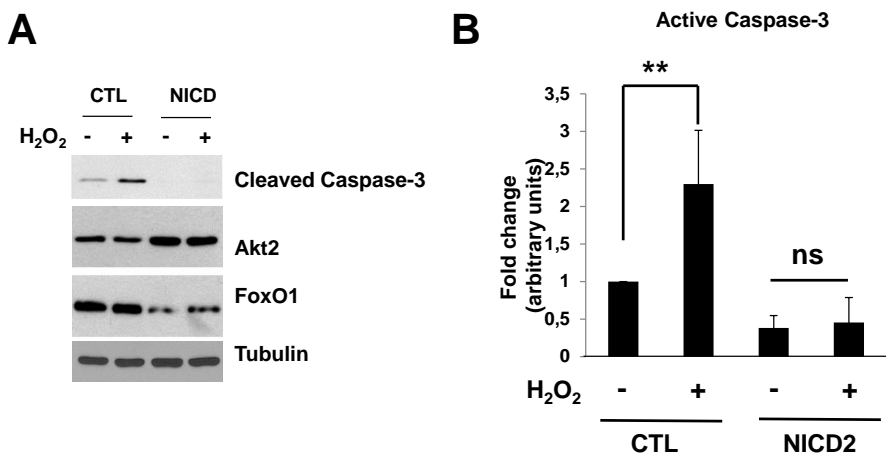 A
CTL NICD
H₂O₂ - + - +
Cleaved Caspase-3
Akt2
FoxO1
Tubulin
B
Active Caspase-3
Fold change
(arbitrary units)
3,5
3
2,5
2
1,5
1
0,5
0
**
ns
H₂O₂ - + - +
CTL NICD2